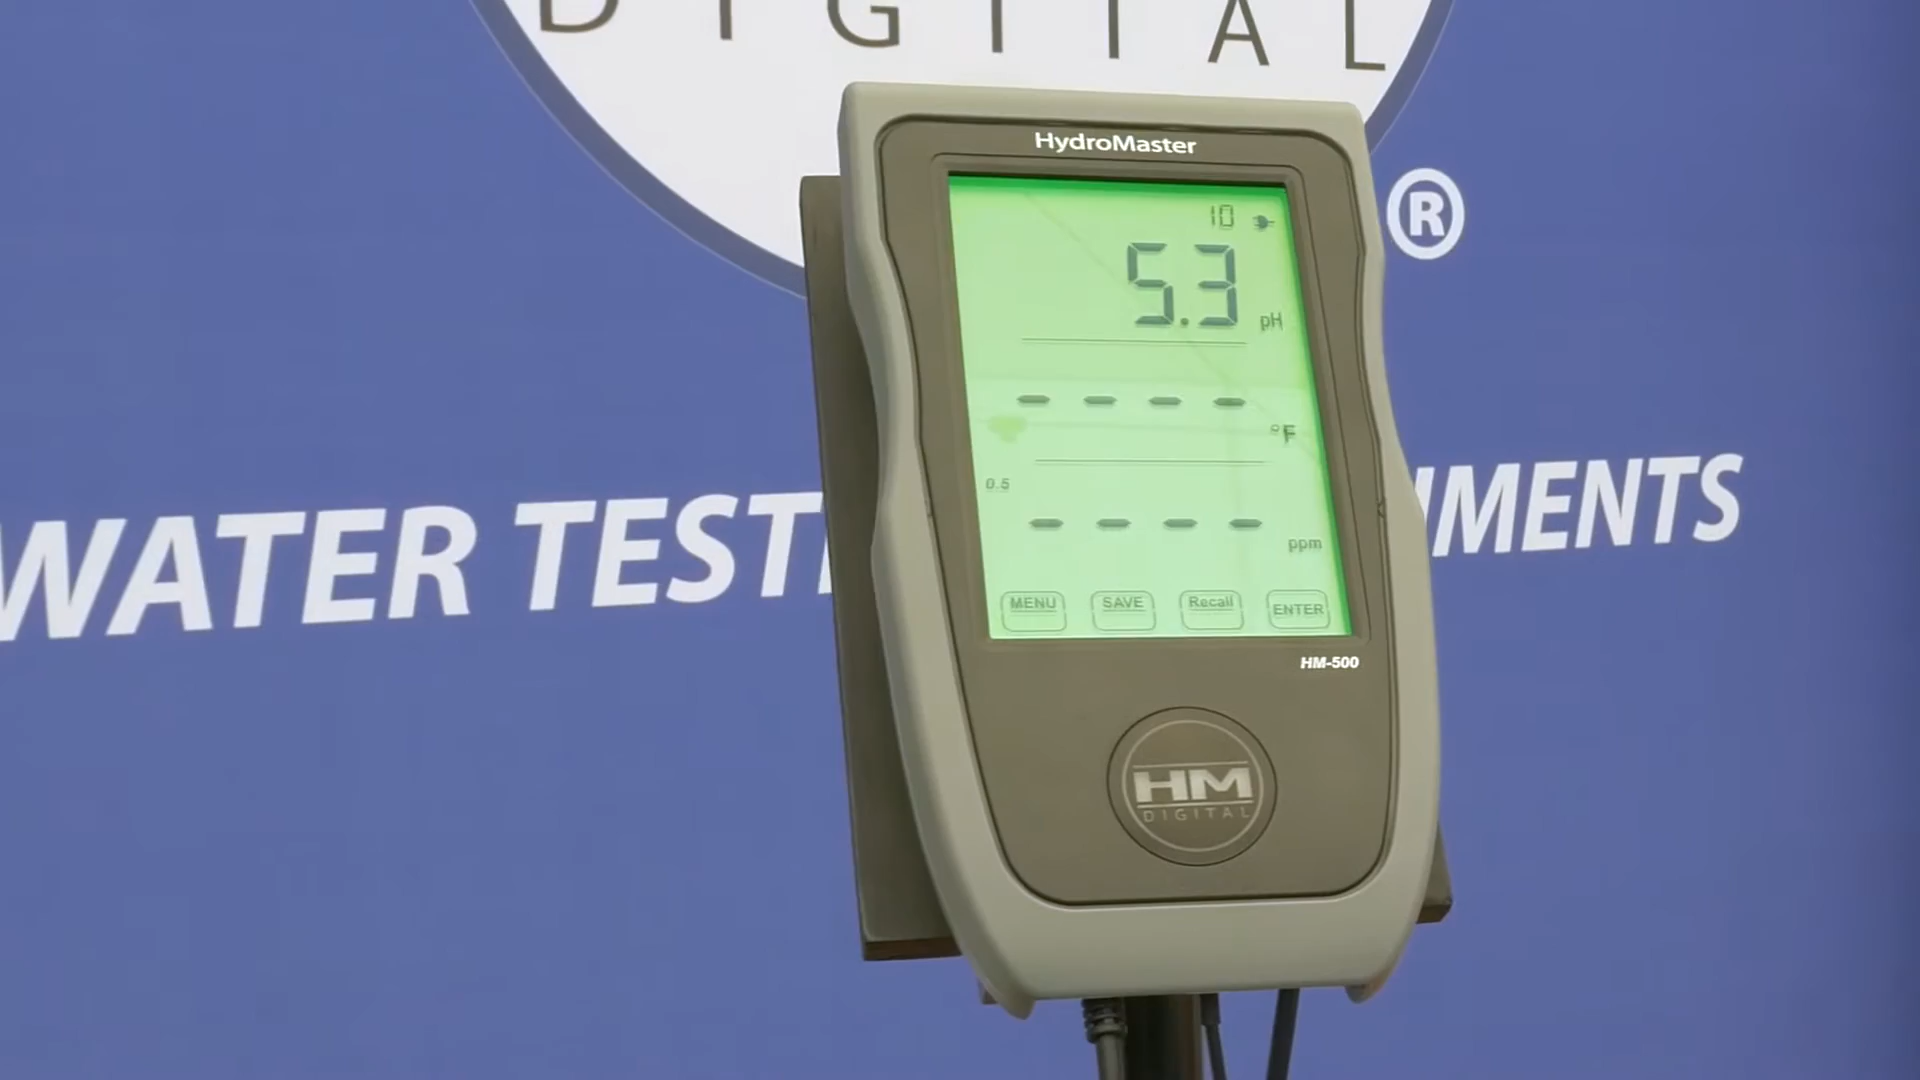 DIGITAL
®
HydroMaster
10
5.3
pH
- - - -
°F
0.5
- - - -
ppm
MENU SAVE Recall ENTER
HM-500
HM
DIGITAL
WATER TEST
MENTS